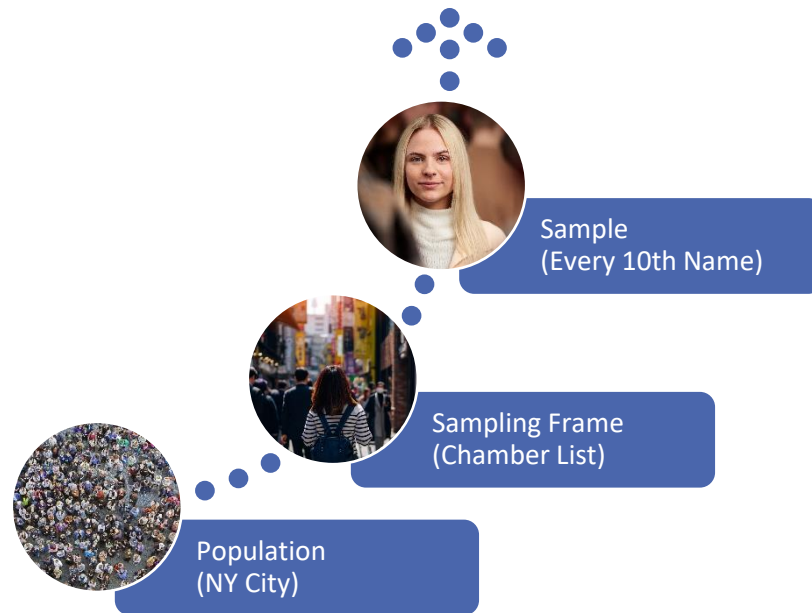 Sample
(Every 10th Name)
Sampling Frame
(Chamber List)
Population
(NY City)